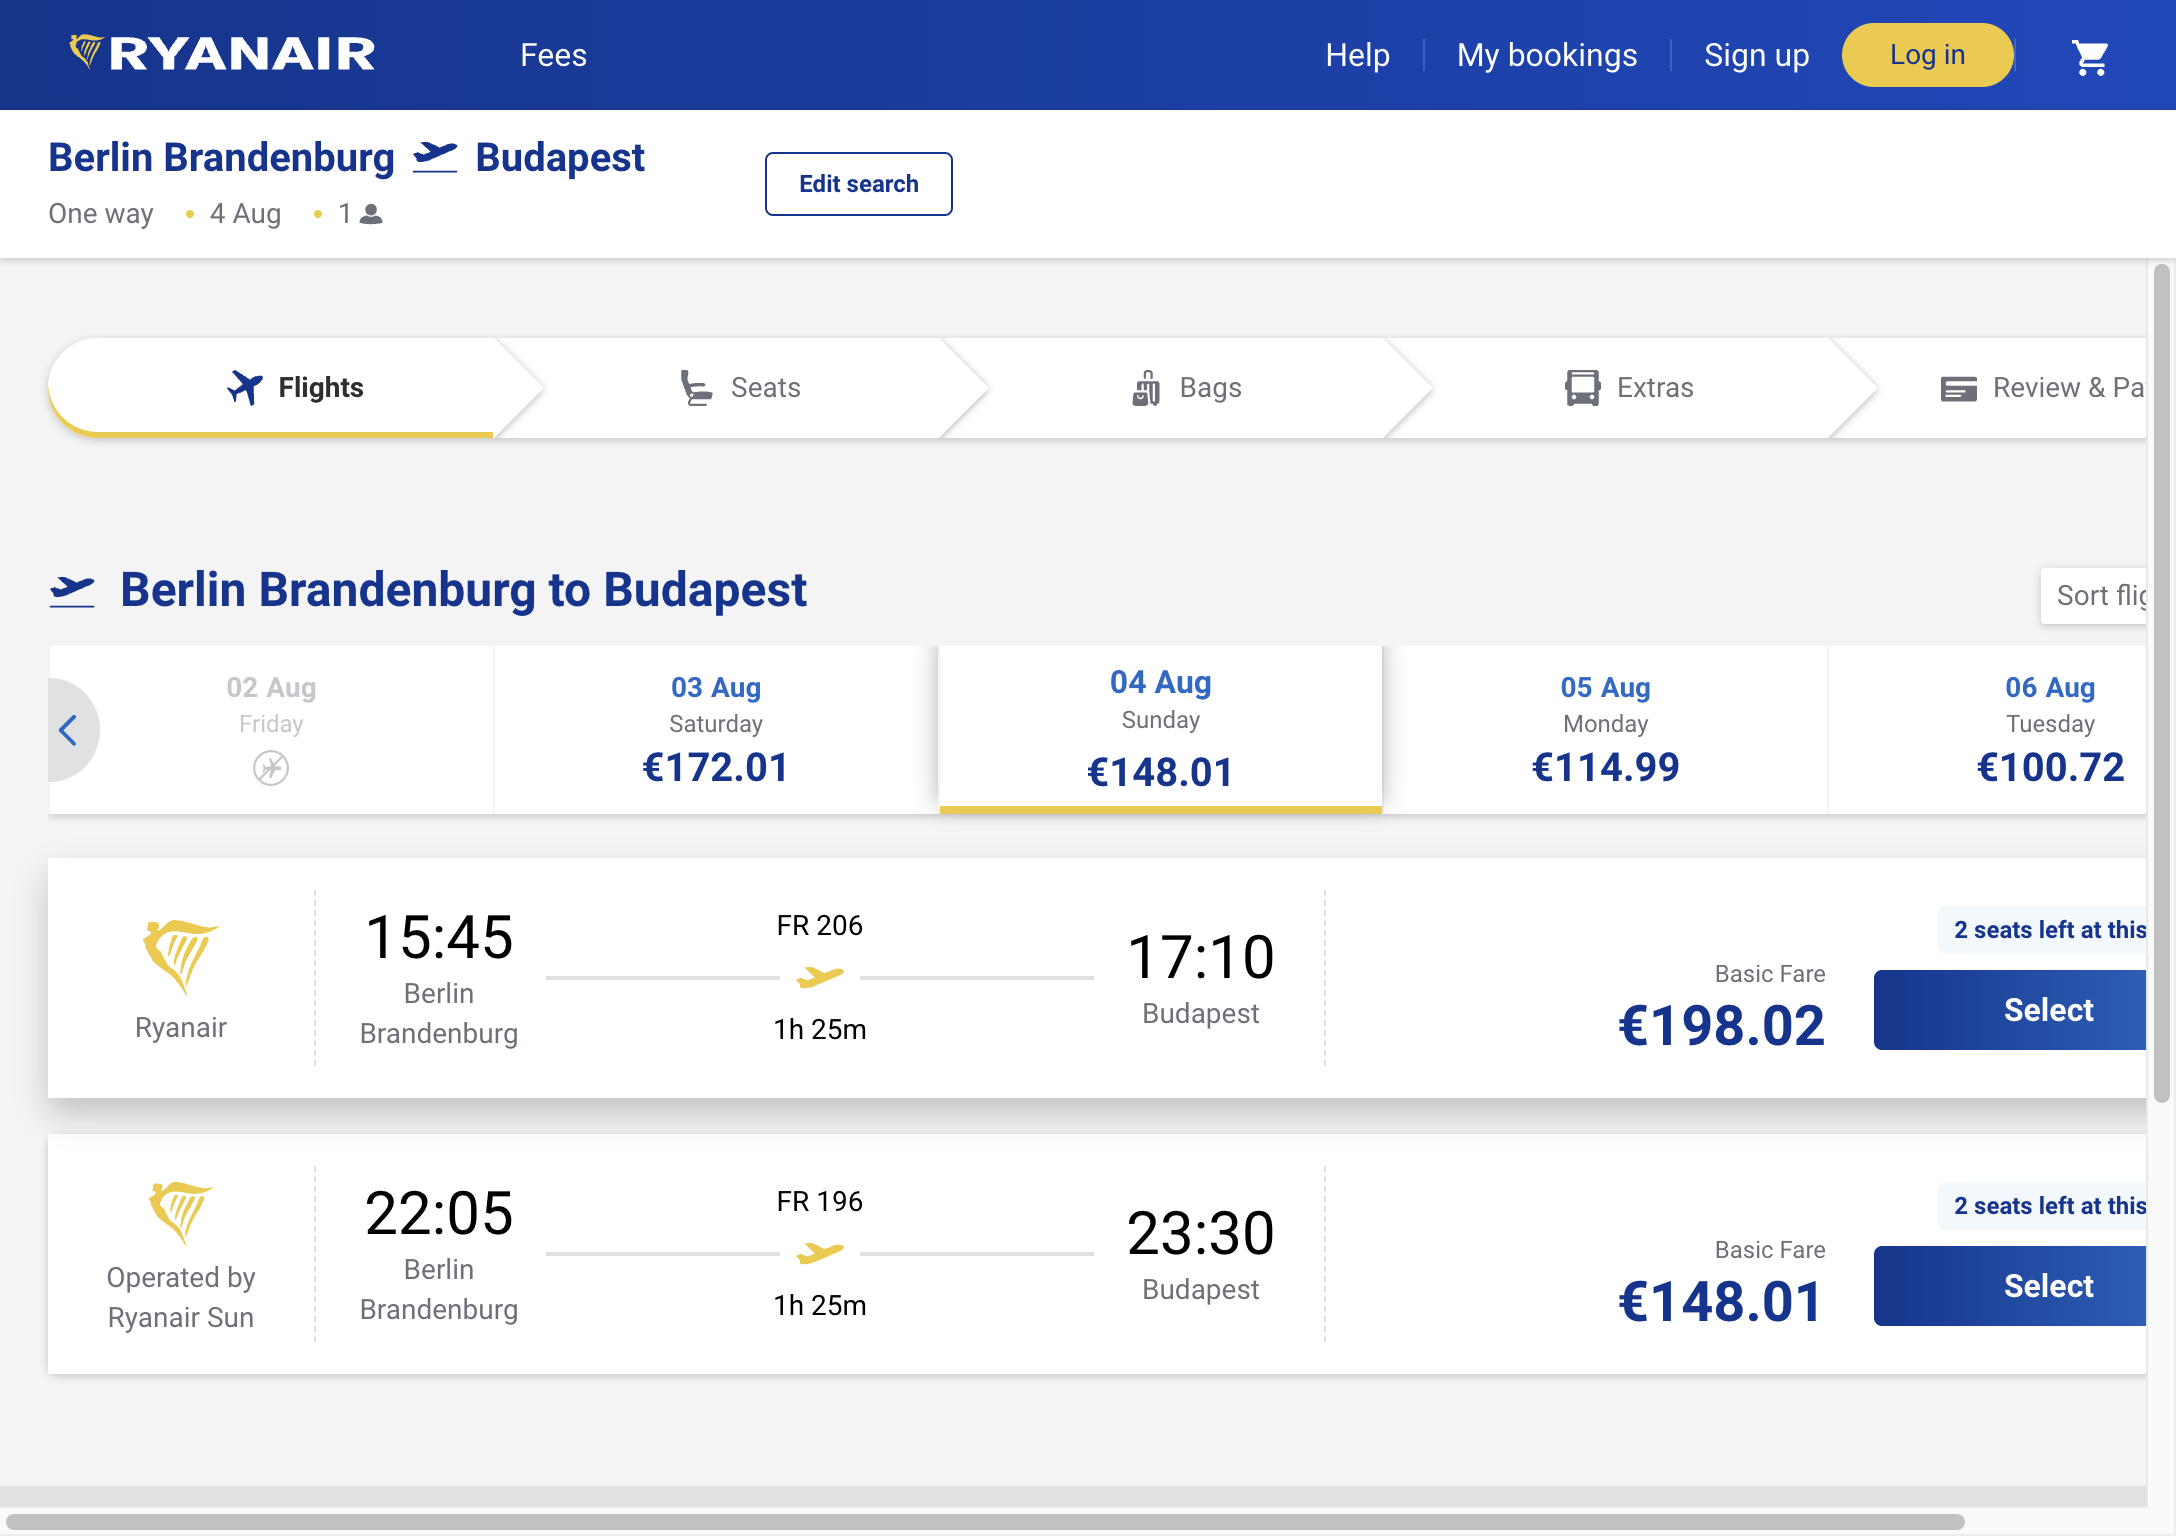 RYANAIR
Fees
Help
My bookings
Sign up
Log in
Berlin Brandenburg Budapest
Edit search
One way • 4 Aug • 1
Flights
Seats
Bags
Extras
Review & Pa
Berlin Brandenburg to Budapest
Sort flig
02 Aug
Friday
03 Aug
Saturday
€172.01
04 Aug
Sunday
€148.01
05 Aug
Monday
€114.99
06 Aug
Tuesday
€100.72
Ryanair
15:45
Berlin
Brandenburg
FR 206
1h 25m
17:10
Budapest
Basic Fare
€198.02
2 seats left at this
Select
Operated by
Ryanair Sun
22:05
Berlin
Brandenburg
FR 196
1h 25m
23:30
Budapest
Basic Fare
€148.01
2 seats left at this
Select